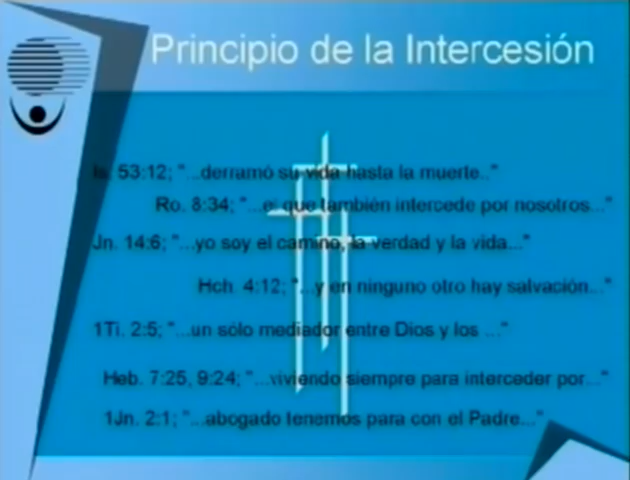 Principio de la Intercesión
Is. 53:12; "...derramó su vida hasta la muerte.."
Ro. 8:34; "...el que también intercede por nosotros..."
Jn. 14:6; "...yo soy el camino, la verdad y la vida..."
Hch 4:12; "...y en ninguno otro hay salvación..."
1Ti. 2:5; "...un sólo mediador entre Dios y los ..."
Heb. 7:25, 9:24; "...viviendo siempre para interceder por..."
1Jn. 2:1; "...abogado tenemos para con el Padre..."